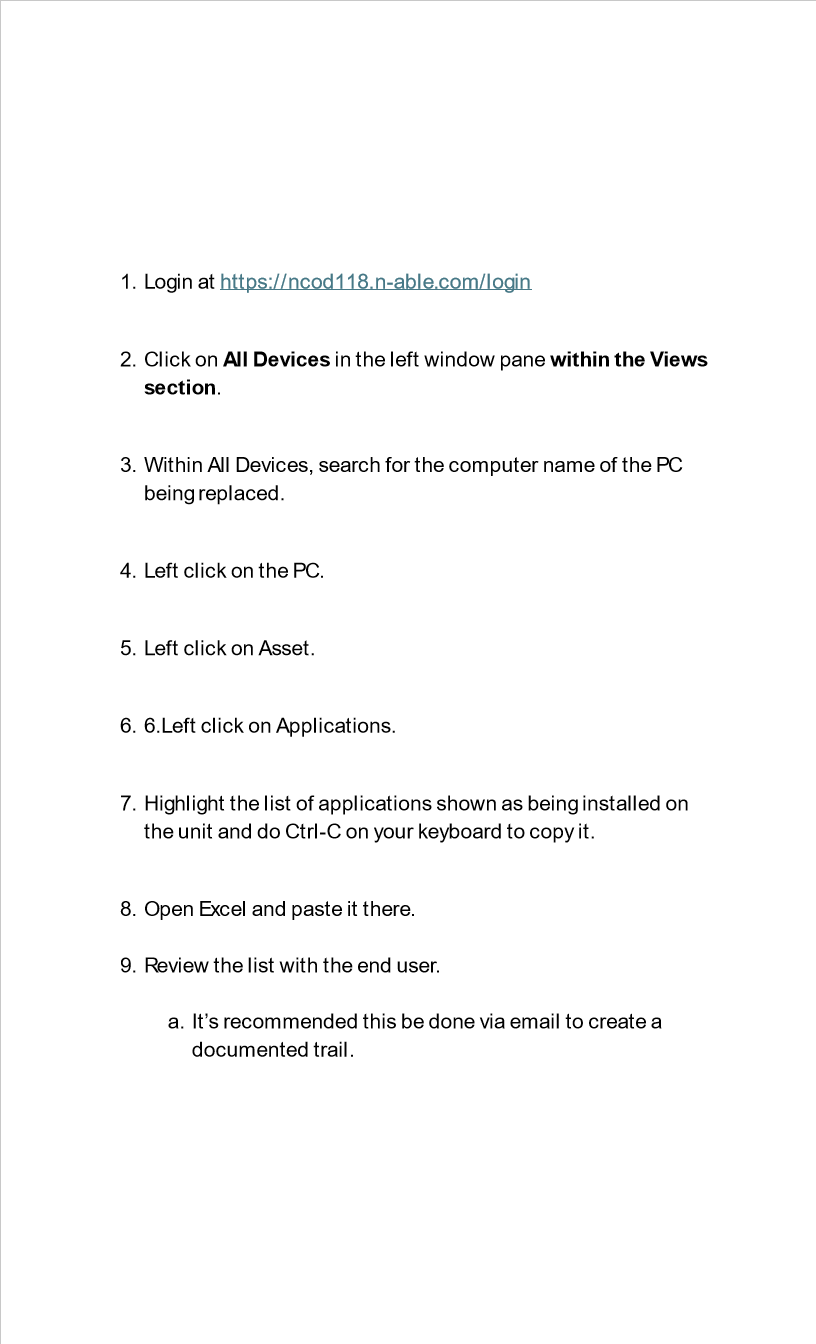 1. Login at https://ncod118.n-able.com/login
2. Click on All Devices in the left window pane within the Views
section.
3. Within All Devices, search for the computer name of the PC
being replaced.
4. Left click on the PC.
5. Left click on Asset.
6. 6.Left click on Applications.
7. Highlight the list of applications shown as being installed on
the unit and do Ctrl-C on your keyboard to copy it.
8. Open Excel and paste it there.
9. Review the list with the end user.
a. It’s recommended this be done via email to create a
documented trail.